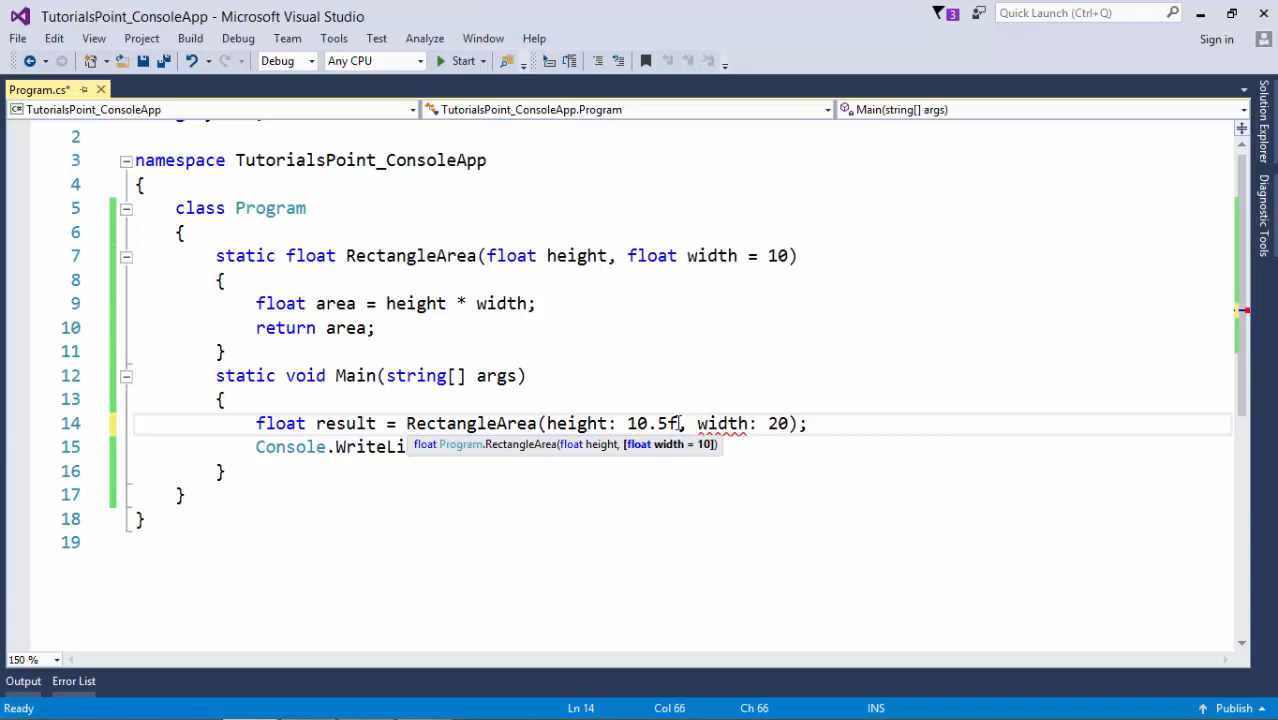 TutorialsPoint_ConsoleApp - Microsoft Visual Studio
3
Quick Launch (Ctrl+Q)
File Edit View Project Build Debug Team Tools Test Analyze Window Help
Sign in
Debug Any CPU Start
Program.cs*
TutorialsPoint_ConsoleApp TutorialsPoint_ConsoleApp.Program Main(string[] args)
2
3 namespace TutorialsPoint_ConsoleApp
4 {
5 class Program
6 {
7 static float RectangleArea(float height, float width = 10)
8 {
9 float area = height * width;
10 return area;
11 }
12 static void Main(string[] args)
13 {
14 float result = RectangleArea(height: 10.5f, width: 20);
float Program.RectangleArea(float height, [float width = 10])
15 Console.WriteLi
16 }
17 }
18 }
19
Solution Explorer
Diagnostic Tools
150 %
Output Error List
Ready Ln 14 Col 66 Ch 66 INS Publish